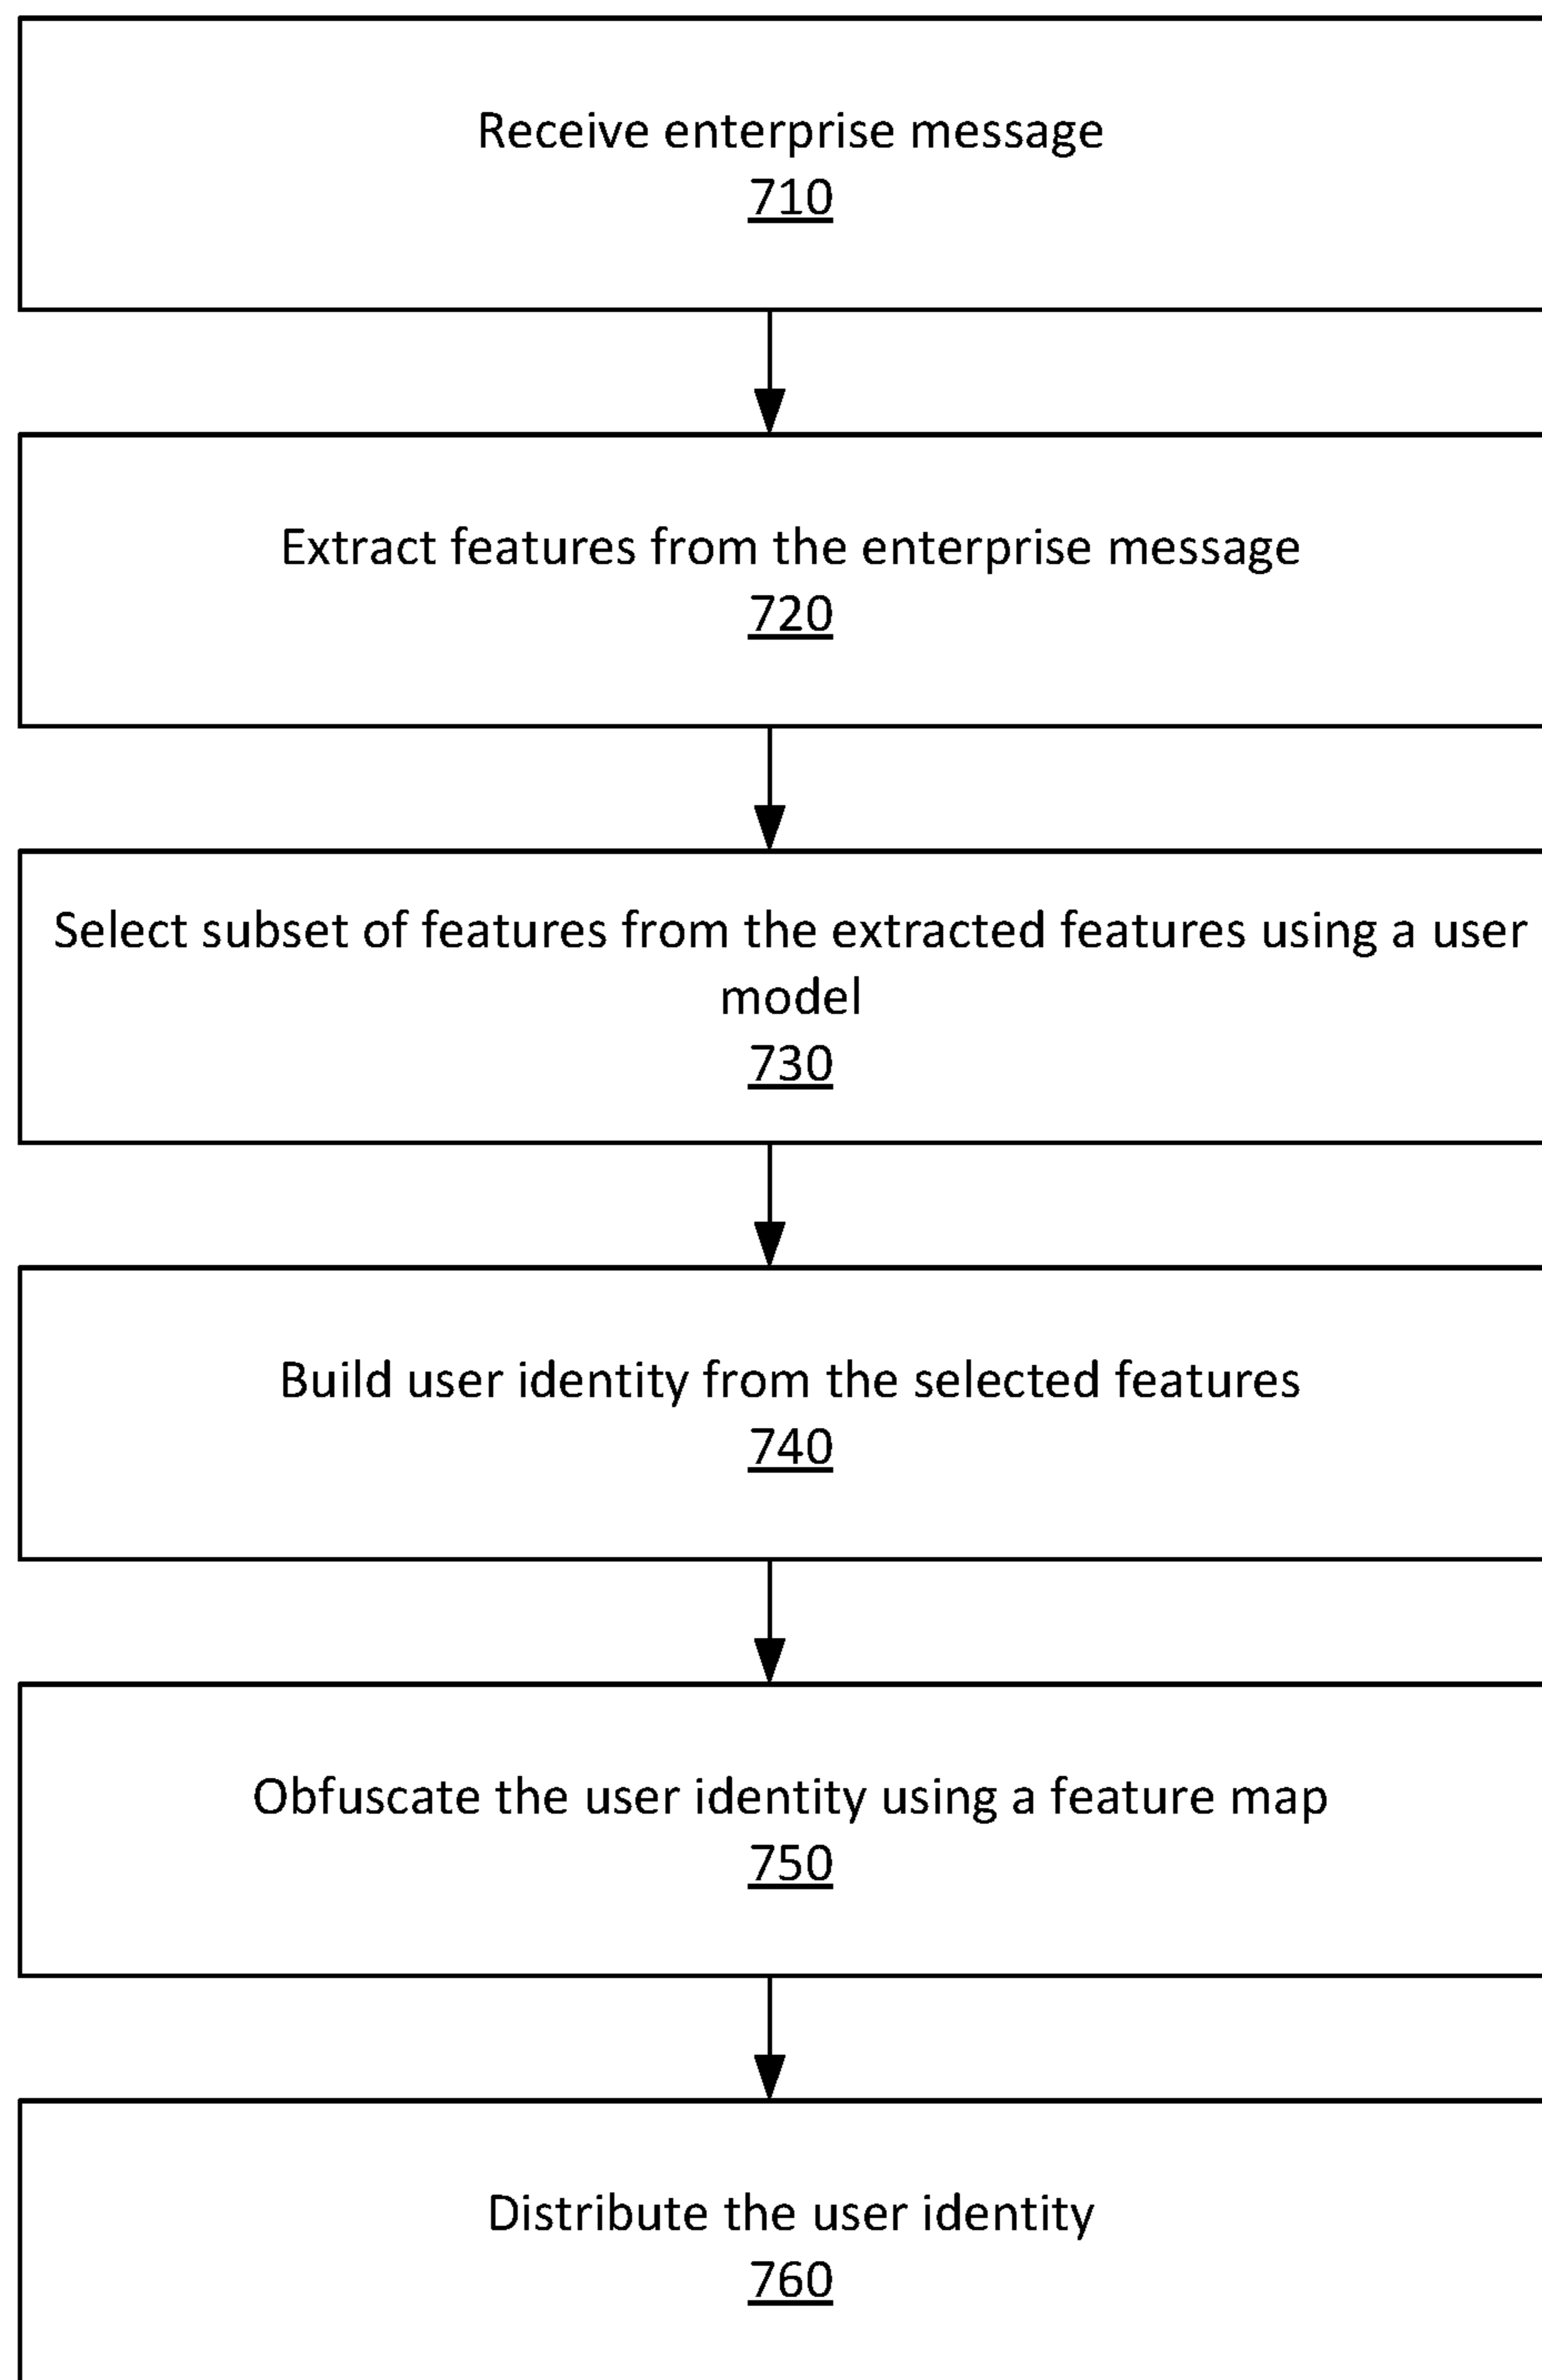 Receive enterprise message
710
Extract features from the enterprise message
720
Select subset of features from the extracted features using a user
model
730
Build user identity from the selected features
740
Obfuscate the user identity using a feature map
750
Distribute the user identity
760